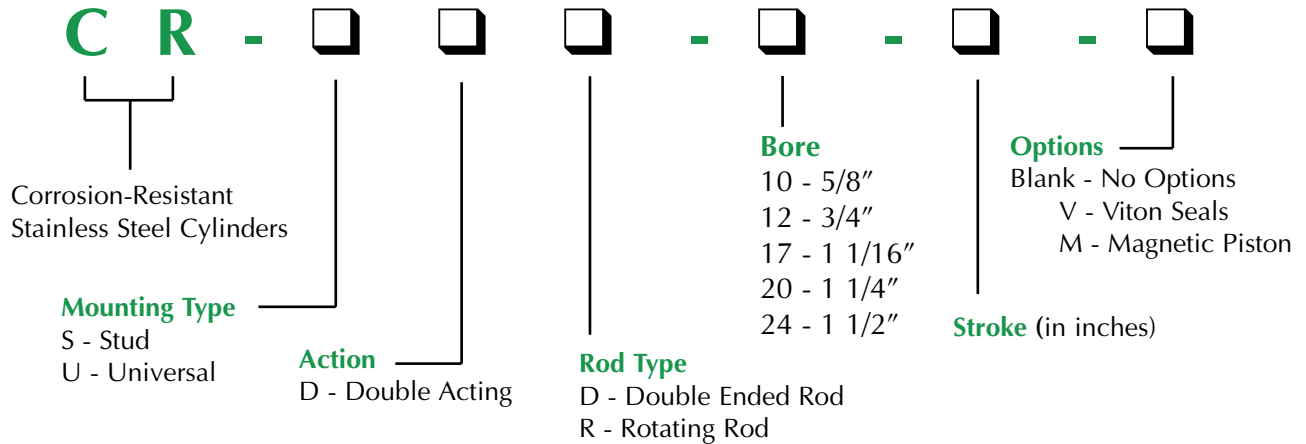 C R - ❑ ❑ ❑ - ❑ - ❑ - ❑
Corrosion-Resistant
Stainless Steel Cylinders
Mounting Type
S - Stud
U - Universal
Action
D - Double Acting
Rod Type
D - Double Ended Rod
R - Rotating Rod
Bore
10 - 5/8″
12 - 3/4″
17 - 1 1/16″
20 - 1 1/4″
24 - 1 1/2″
Stroke (in inches)
Options
Blank - No Options
V - Viton Seals
M - Magnetic Piston